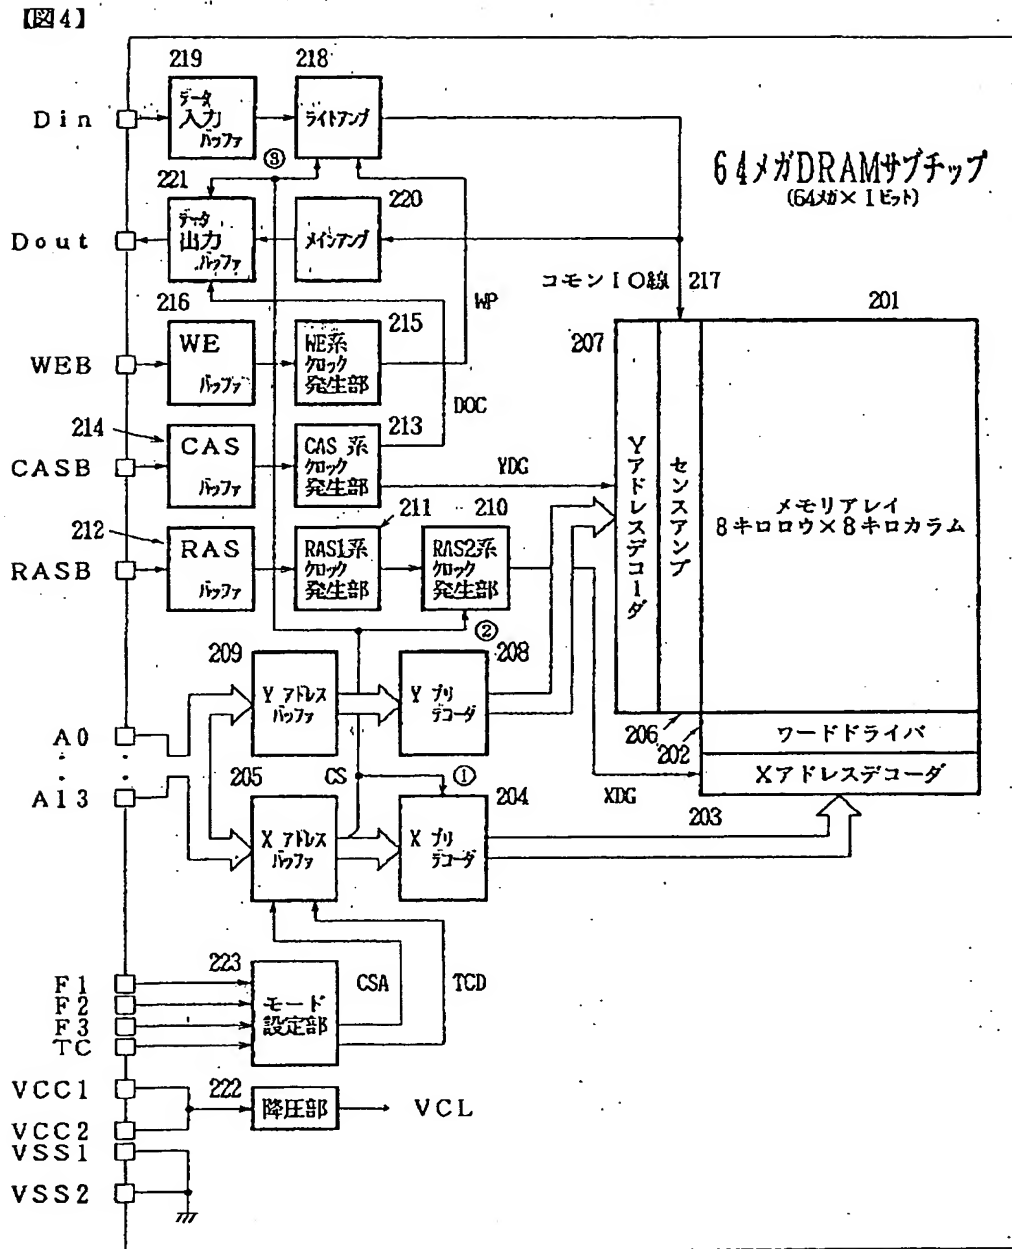 【図4】
219
218
Din
データ
入力
バッファ
ライトアンプ
64メガDRAMサブチップ
(64メガ×1ビット)
③
221
220
Dout
データ
出力
バッファ
メインアンプ
コモンIO線 217
WP
201
216
215
207
WEB
WE
バッファ
WE系
クロック
発生部
DOC
214
213
CASB
CAS
バッファ
CAS系
クロック
発生部
YDG
Yアドレスデコーダ
センスアンプ
メモリアレイ
8キロロウ×8キロカラム
212
211
210
RASB
RAS
バッファ
RAS1系
クロック
発生部
RAS2系
クロック
発生部
②
209
208
Y アドレス
バッファ
Y プリ
デコーダ
206
202
ワードドライバ
A0
Xアドレスデコーダ
205
CS
①
204
XDG
203
A13
X アドレス
バッファ
X プリ
デコーダ
223
CSA
TCD
F1
F2
F3
TC
モード
設定部
VCC1
222
降圧部
VCL
VCC2
VSS1
VSS2